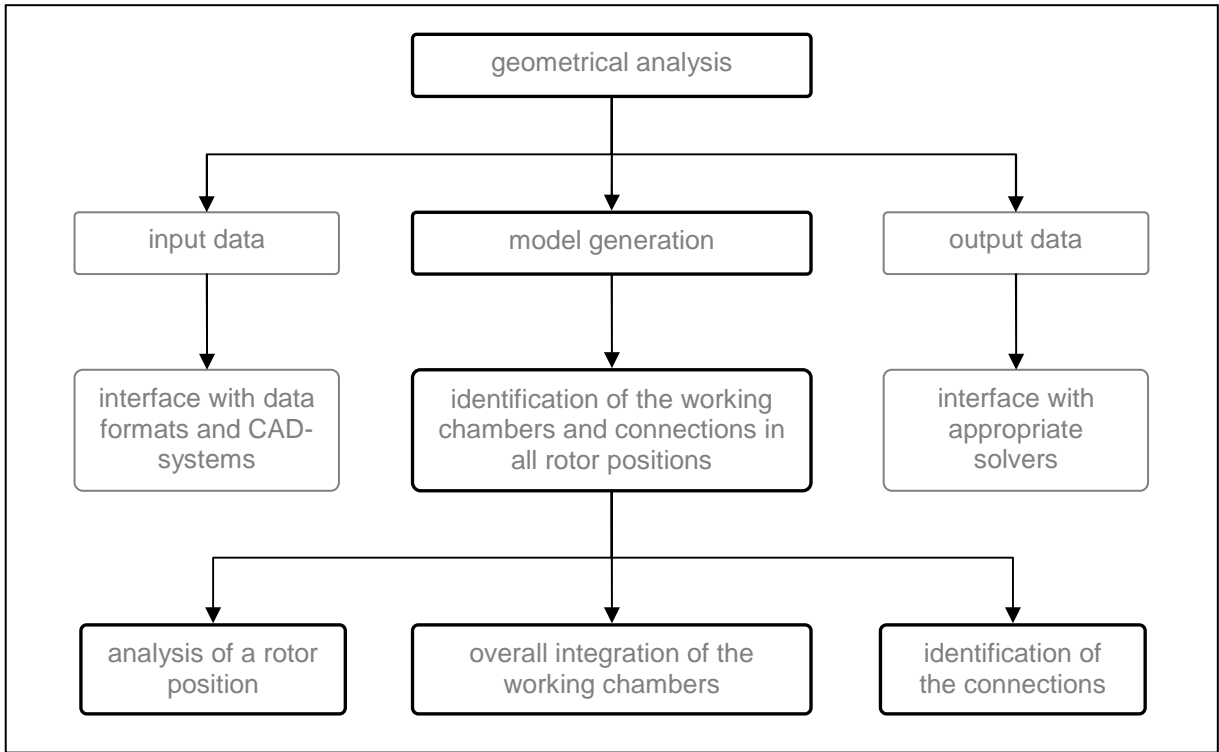 geometrical analysis
input data
model generation
output data
interface with data
formats and CAD-
systems
identification of the working
chambers and connections in
all rotor positions
interface with
appropriate
solvers
analysis of a rotor
position
overall integration of the
working chambers
identification of
the connections